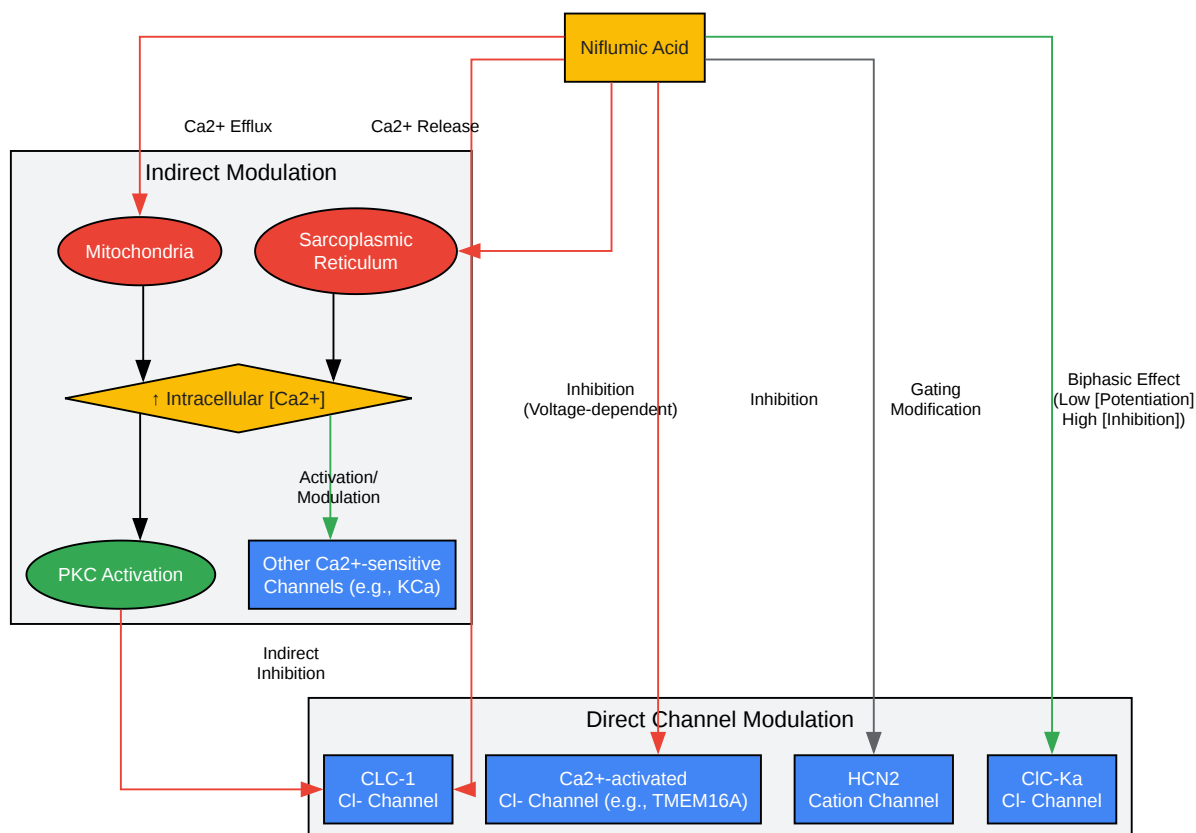 Niflumic Acid
Ca2+ Efflux
Ca2+ Release
Indirect Modulation
Mitochondria
Sarcoplasmic
Reticulum
↑ Intracellular [Ca2+]
Inhibition
(Voltage-dependent)
Inhibition
Gating
Modification
Biphasic Effect
(Low [Potentiation]
High [Inhibition])
Activation/
Modulation
PKC Activation
Other Ca2+-sensitive
Channels (e.g., KCa)
Indirect
Inhibition
Direct Channel Modulation
CLC-1
Cl- Channel
Ca2+-activated
Cl- Channel (e.g., TMEM16A)
HCN2
Cation Channel
ClC-Ka
Cl- Channel